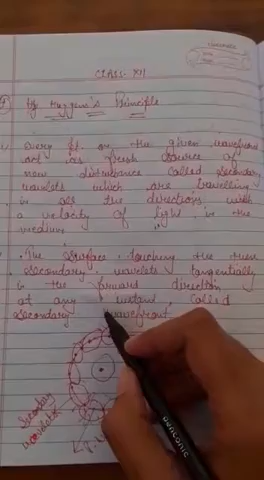 CLASS-XII
Huygen's Principle
Every pt. on the given wavefront
act as fresh source of
new disturbance called secondary
wavelets which are travelling
in all the directions with
a velocity of light in the
medium
The surface touching the
secondary wavelets tangentially
in the forward direction
at any instant, called
secondary wavefront
Secondary
wavelets
penconic